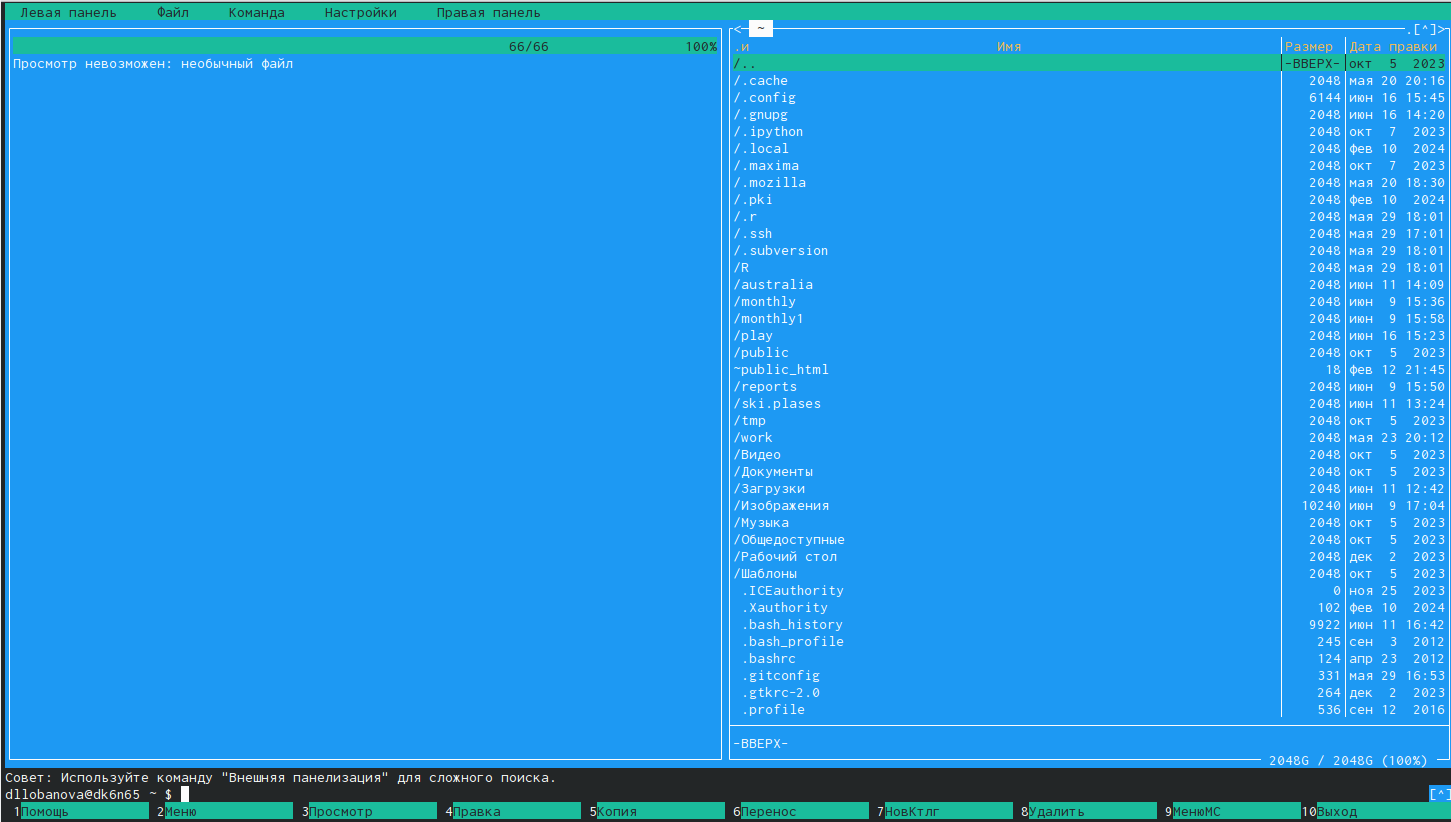 Левая панель Файл Команда Настройки Правая панель
66/66 100%
Просмотр невозможен: необычный файл
<- ~ .[^]>
.и Имя Размер Дата правки
/.. -ВВЕРХ- окт 5 2023
/.cache 2048 мая 20 20:16
/.config 6144 июн 16 15:45
/.gnupg 2048 июн 16 14:20
/.ipython 2048 окт 7 2023
/.local 2048 фев 10 2024
/.maxima 2048 окт 7 2023
/.mozilla 2048 мая 20 18:30
/.pki 2048 фев 10 2024
/.r 2048 мая 29 18:01
/.ssh 2048 мая 29 17:01
/.subversion 2048 мая 29 18:01
/R 2048 мая 29 18:01
/australia 2048 июн 11 14:09
/monthly 2048 июн 9 15:36
/monthly1 2048 июн 9 15:58
/play 2048 июн 16 15:23
/public 2048 окт 5 2023
~public_html 18 фев 12 21:45
/reports 2048 июн 9 15:50
/ski.plases 2048 июн 11 13:24
/tmp 2048 окт 5 2023
/work 2048 мая 23 20:12
/Видео 2048 окт 5 2023
/Документы 2048 окт 5 2023
/Загрузки 2048 июн 11 12:42
/Изображения 10240 июн 9 17:04
/Музыка 2048 окт 5 2023
/Общедоступные 2048 окт 5 2023
/Рабочий стол 2048 дек 2 2023
/Шаблоны 2048 окт 5 2023
.ICEauthority 0 ноя 25 2023
.Xauthority 102 фев 10 2024
.bash_history 9922 июн 11 16:42
.bash_profile 245 сен 3 2012
.bashrc 124 апр 23 2012
.gitconfig 331 мая 29 16:53
.gtkrc-2.0 264 дек 2 2023
.profile 536 сен 12 2016
-ВВЕРХ-
2048G / 2048G (100%)
Совет: Используйте команду "Внешняя панелизация" для сложного поиска.
dllobanova@dk6n65 ~ $ [^]
1Помощь 2Меню 3Просмотр 4Правка 5Копия 6Перенос 7НовКтлг 8Удалить 9МенюMC 10Выход